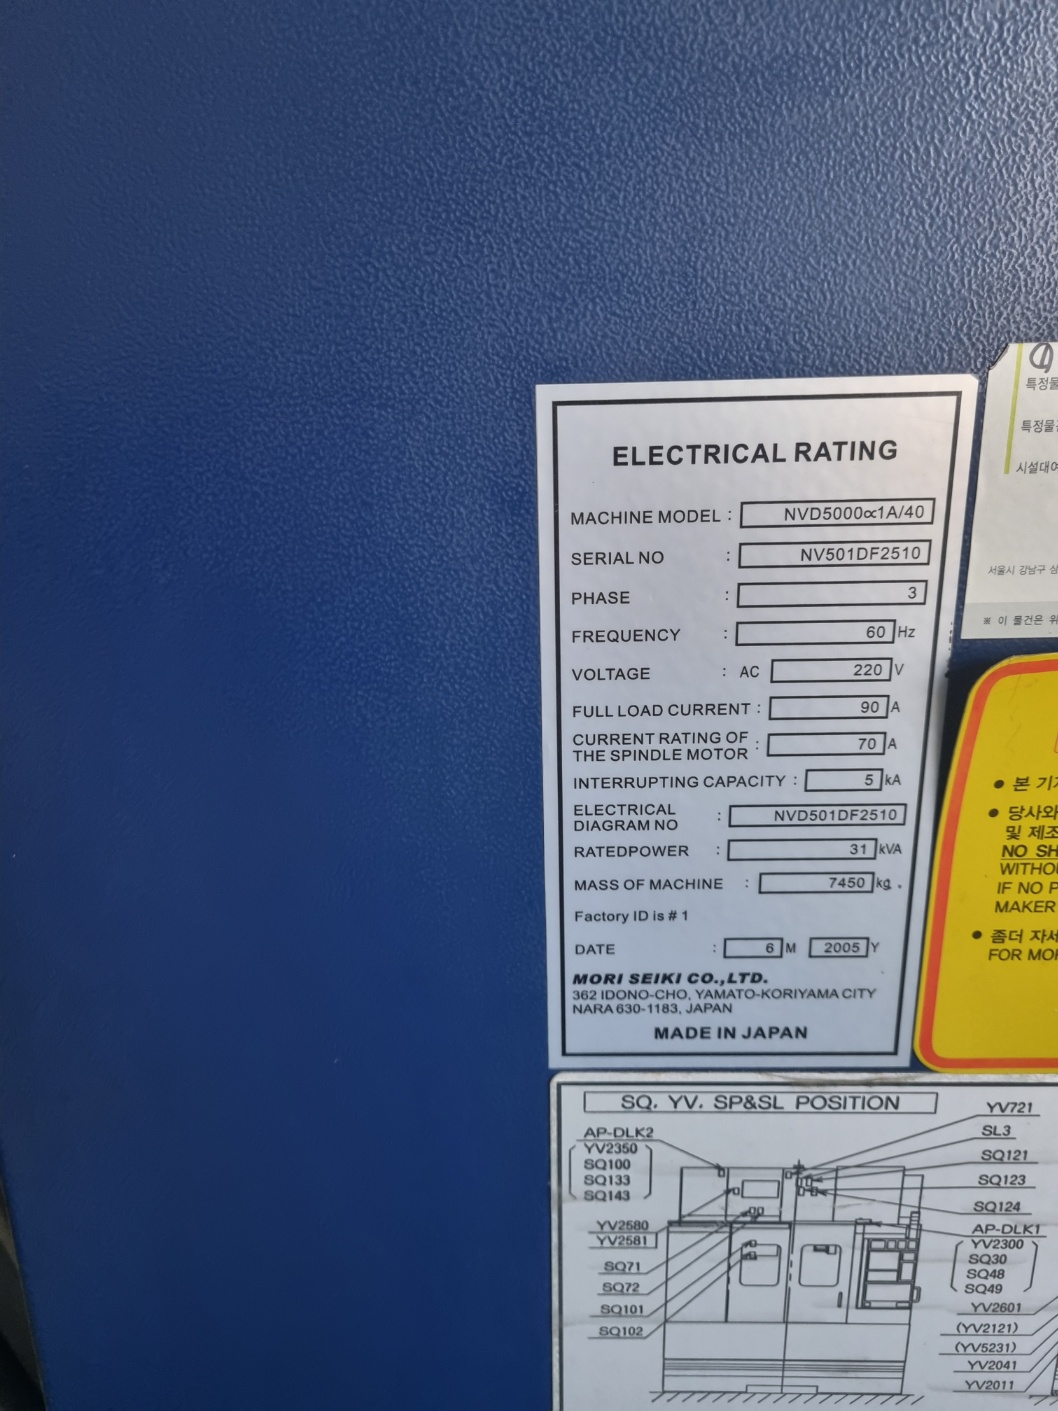 ELECTRICAL RATING
MACHINE MODEL : NVD5000∝1A/40
SERIAL NO : NV501DF2510
PHASE : 3
FREQUENCY : 60 Hz
VOLTAGE : AC 220 V
FULL LOAD CURRENT : 90 A
CURRENT RATING OF
THE SPINDLE MOTOR : 70 A
INTERRUPTING CAPACITY : 5 kA
ELECTRICAL
DIAGRAM NO : NVD501DF2510
RATEDPOWER : 31 kVA
MASS OF MACHINE : 7450 kg.
Factory ID is # 1
DATE : 6 M 2005 Y
MORI SEIKI CO.,LTD.
362 IDONO-CHO, YAMATO-KORIYAMA CITY
NARA 630-1183, JAPAN
MADE IN JAPAN
특정물
시설대여
서울시 강남구
※ 이 물건은 위
● 본
● 당사와
및 제조
NO SH
WITHOU
IF NO P
MAKER
● 좀더 자세
FOR MOR
SQ. YV. SP&SL POSITION
AP-DLK2
YV2350
SQ100
SQ133
SQ143
YV2580
YV2581
SQ71
SQ72
SQ101
SQ102
YV721
SL3
SQ121
SQ123
SQ124
AP-DLK1
YV2300
SQ30
SQ48
SQ49
YV2601
(YV2121)
(YV5231)
YV2041
YV2011